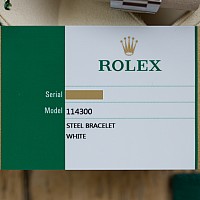 ROLEX
Serial
Model 114300
STEEL BRACELET
WHITE